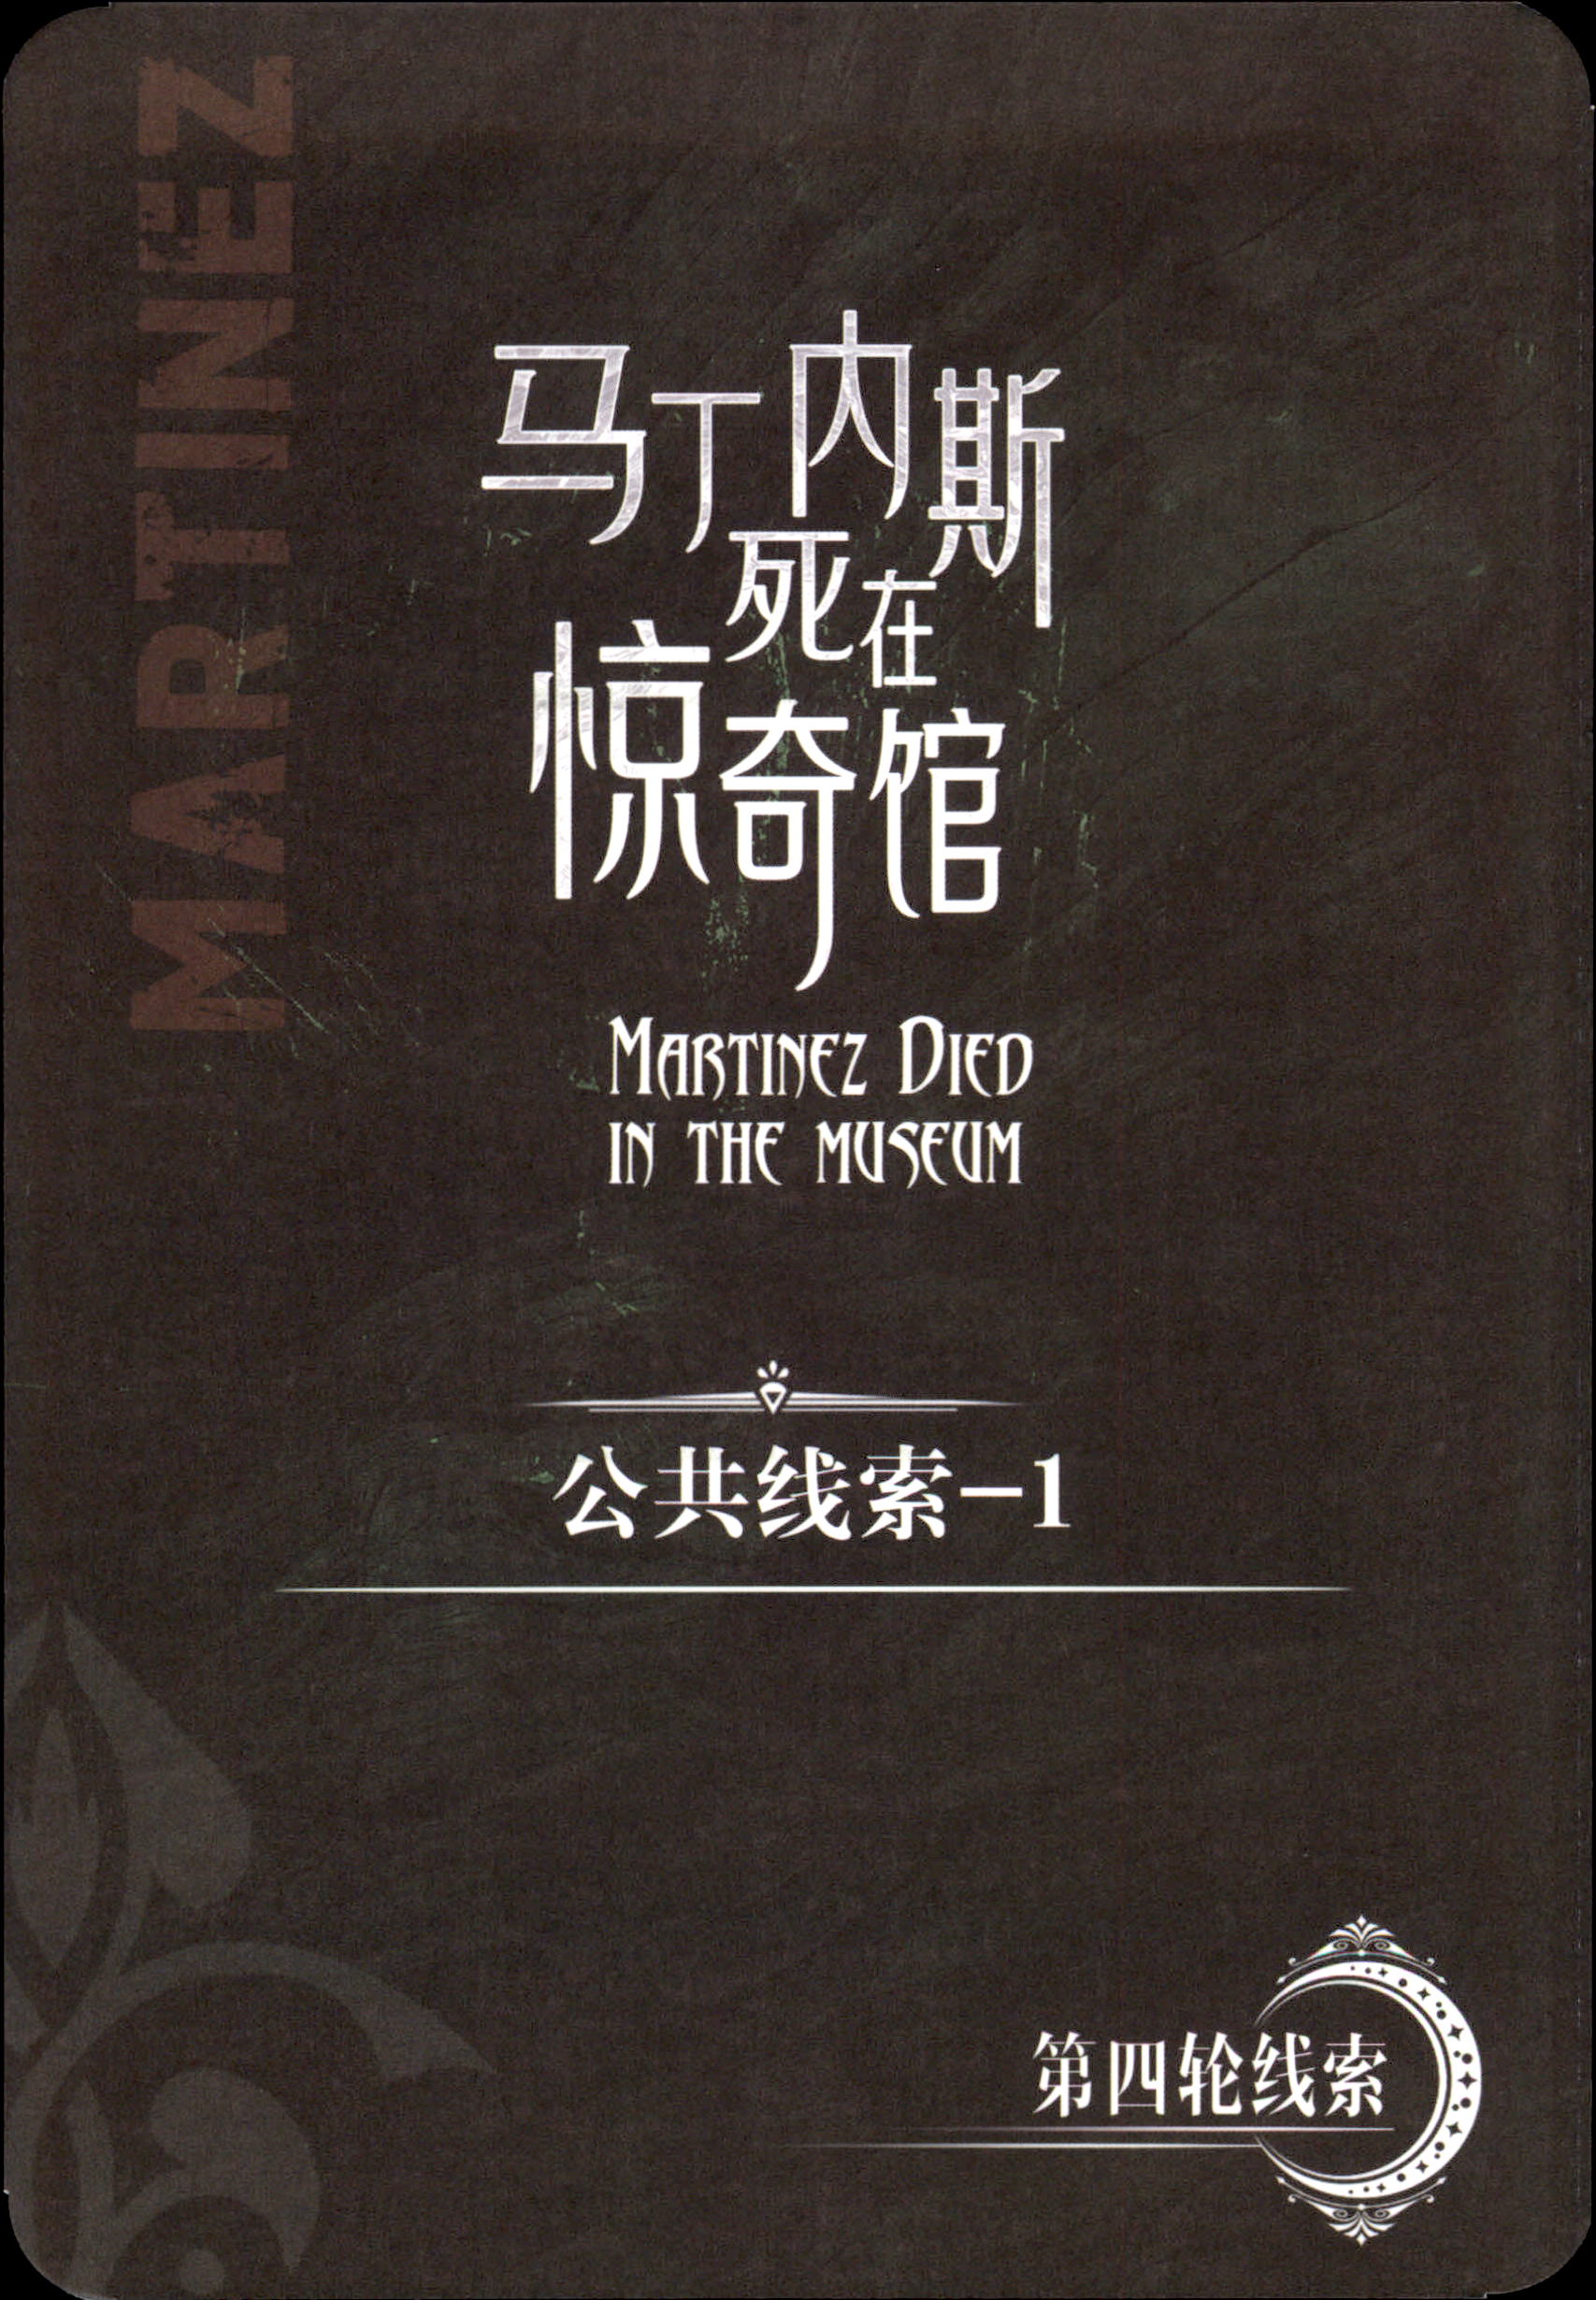 MARTINEZ
马丁内斯
死在
惊奇馆
MARTINEZ DIED
IN THE MUSEUM
公共线索-1
第四轮线索